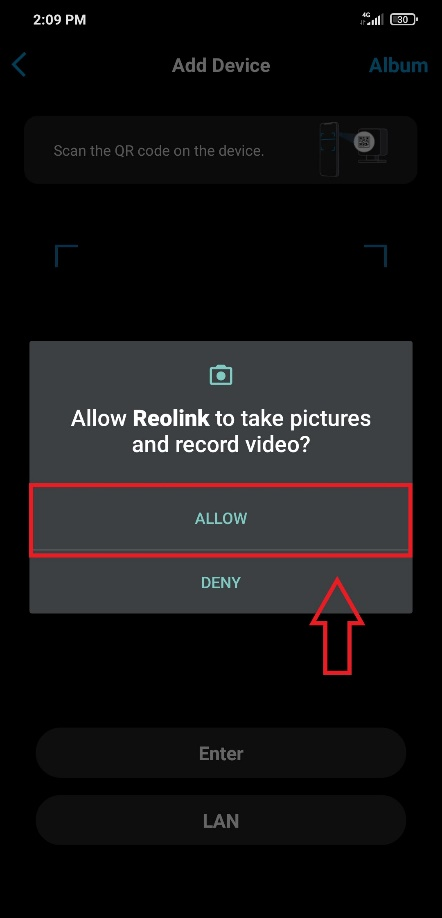 2:09 PM
4G
30
Add Device
Album
Scan the QR code on the device.
Allow Reolink to take pictures
and record video?
ALLOW
DENY
Enter
LAN